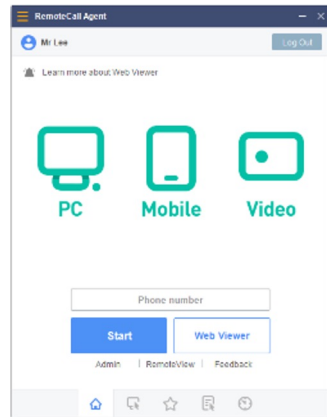 RemoteCall Agent
Mr Lee
Log Out
Learn more about Web Viewer
PC Mobile Video
Phone number
Start Web Viewer
Admin | RemoteView | Feedback